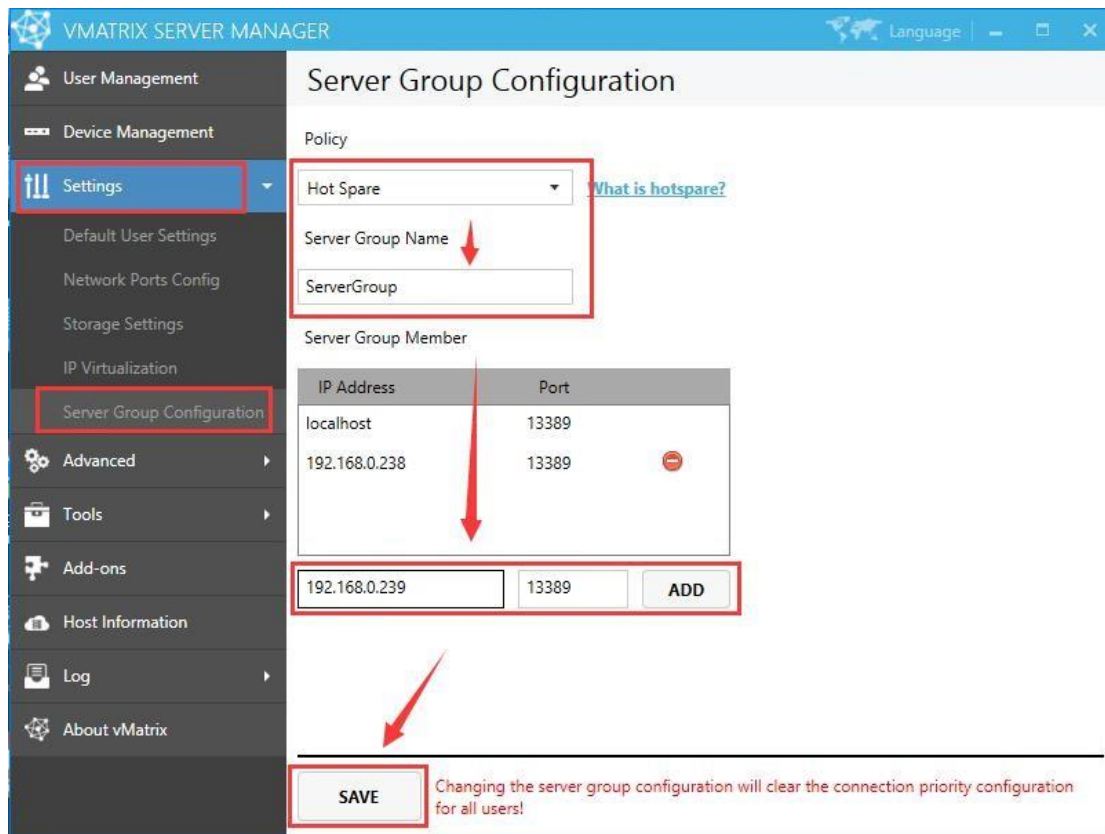 VMATRIX SERVER MANAGER
Language
User Management
Device Management
Settings
Default User Settings
Network Ports Config
Storage Settings
IP Virtualization
Server Group Configuration
Advanced
Tools
Add-ons
Host Information
Log
About vMatrix
Server Group Configuration
Policy
Hot Spare
What is hotspare?
Server Group Name
ServerGroup
Server Group Member
IP Address Port
localhost 13389
192.168.0.238 13389
192.168.0.239 13389 ADD
SAVE
Changing the server group configuration will clear the connection priority configuration
for all users!